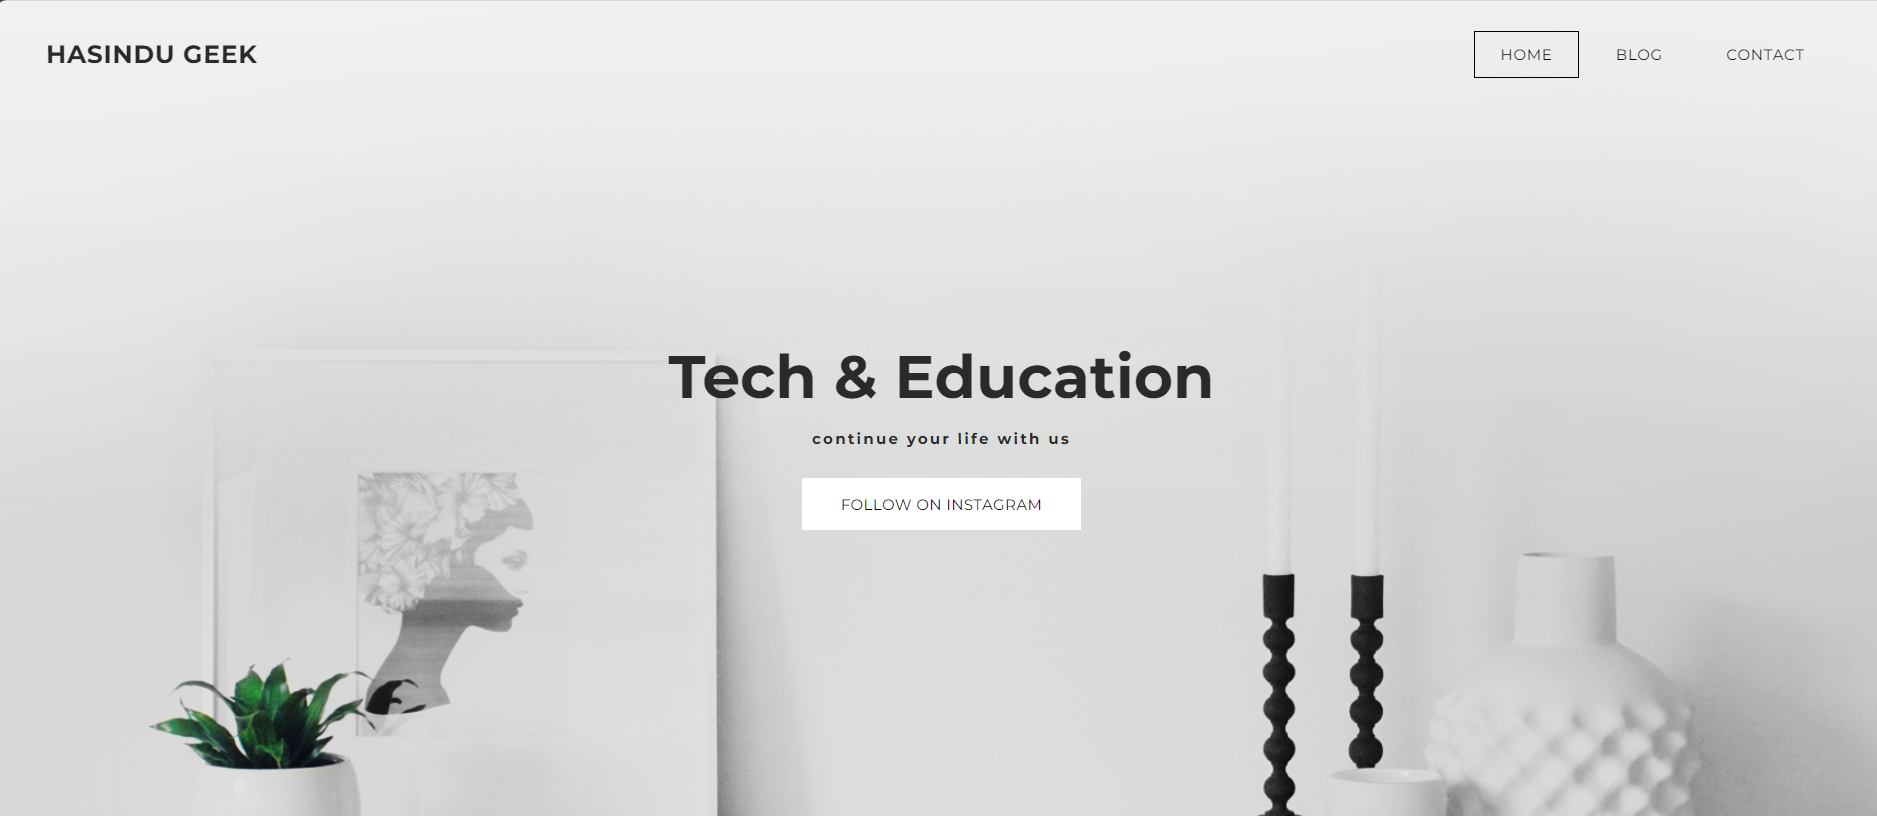 HASINDU GEEK
HOME
BLOG
CONTACT
Tech & Education
continue your life with us
FOLLOW ON INSTAGRAM